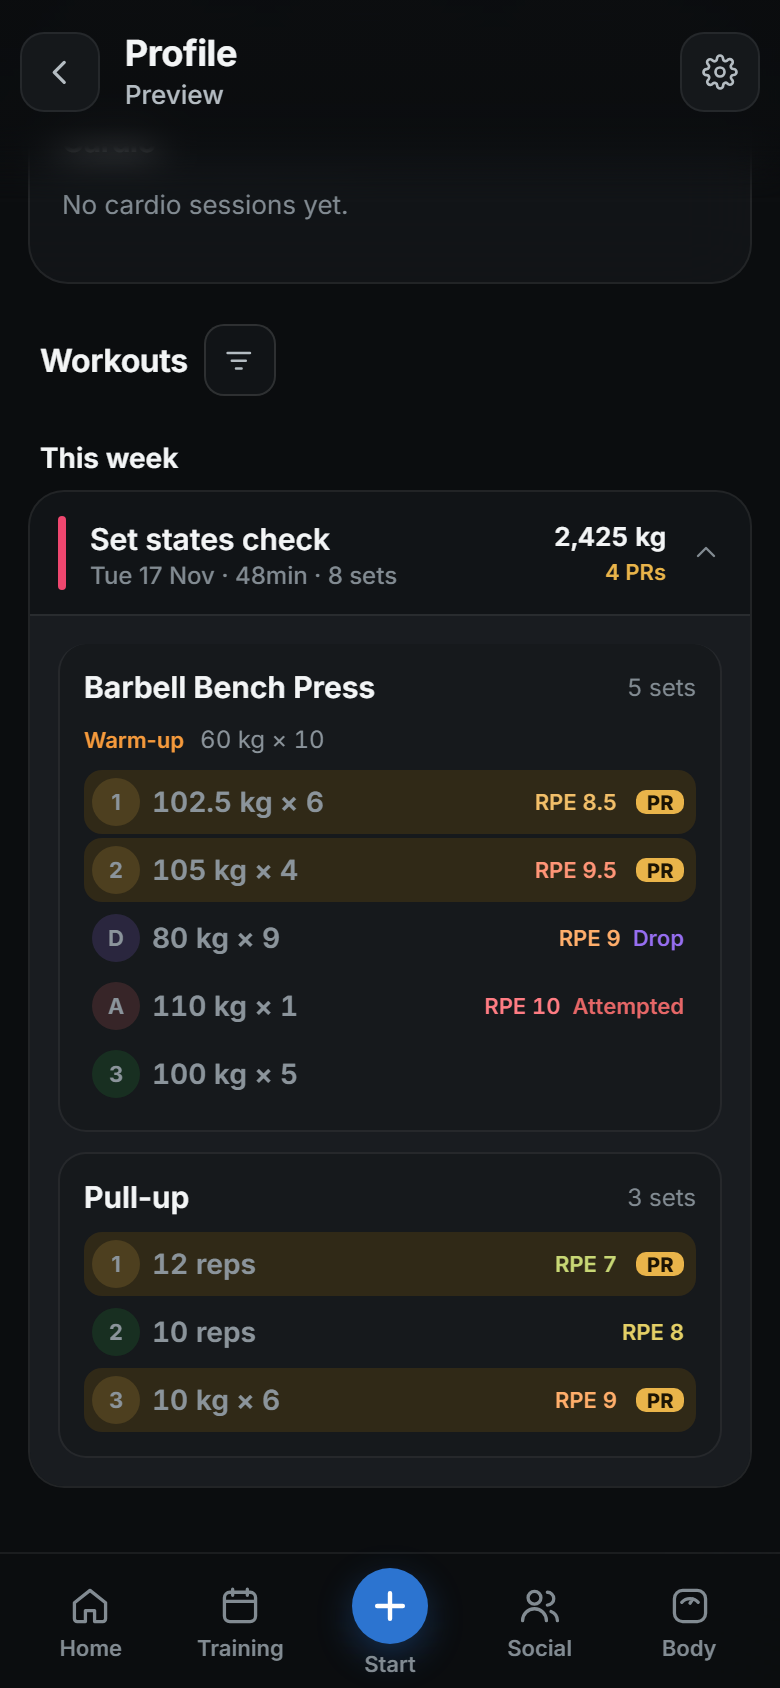 Profile
Preview
No cardio sessions yet.
Workouts
This week
Set states check
2,425 kg
Tue 17 Nov · 48min · 8 sets
4 PRs
Barbell Bench Press
5 sets
Warm-up 60 kg × 10
1 102.5 kg × 6 RPE 8.5 PR
2 105 kg × 4 RPE 9.5 PR
D 80 kg × 9 RPE 9 Drop
A 110 kg × 1 RPE 10 Attempted
3 100 kg × 5
Pull-up
3 sets
1 12 reps RPE 7 PR
2 10 reps RPE 8
3 10 kg × 6 RPE 9 PR
Home
Training
Start
Social
Body